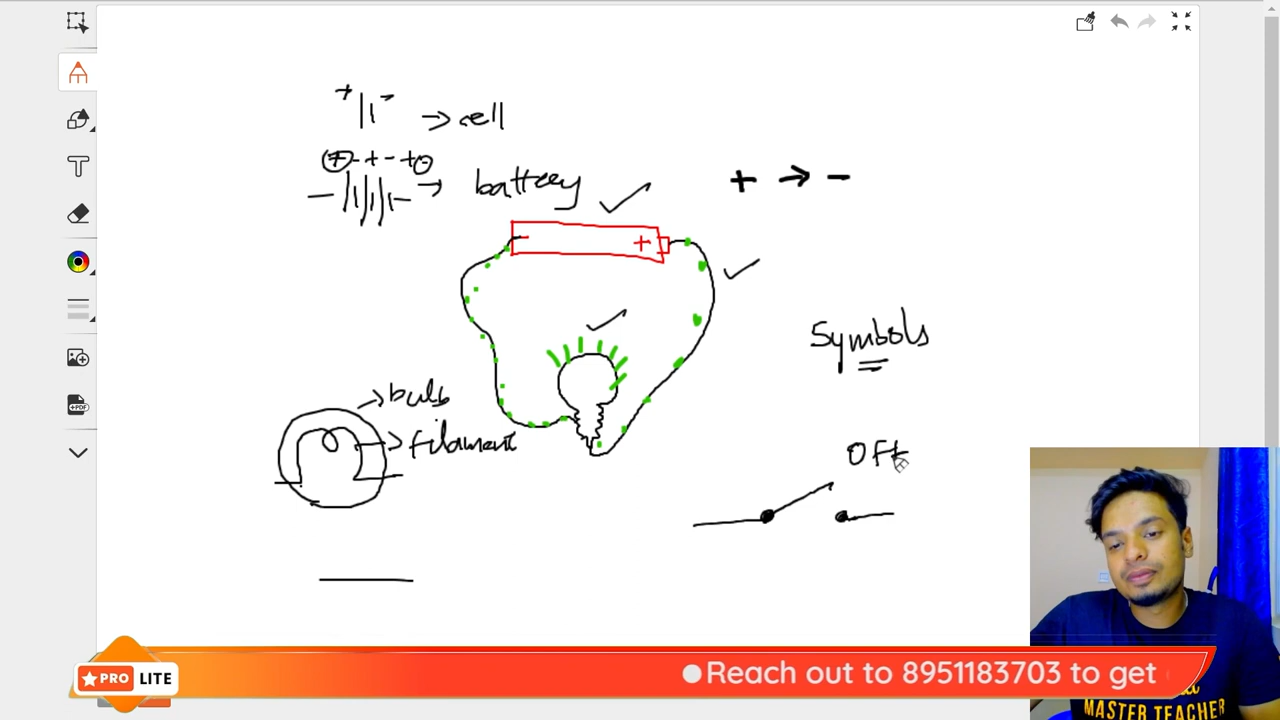 + -
→ cell
+ - + - + -
→ battery
+ → -
- +
Symbols
→ bulb
→ filament
OFF
PRO LITE
Reach out to 8951183703 to get
MASTER TEACHER